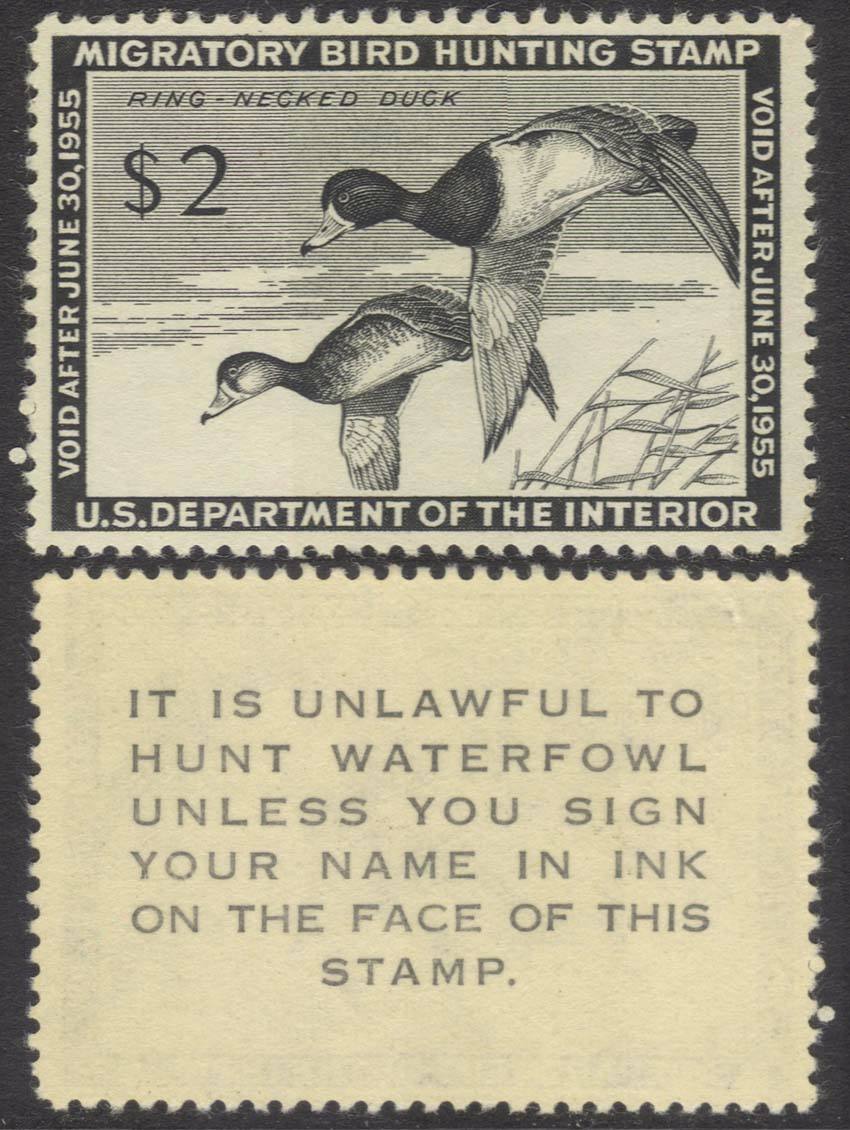 MIGRATORY BIRD HUNTING STAMP
RING-NECKED DUCK
$2
VOID AFTER JUNE 30,1955
VOID AFTER JUNE 30,1955
U.S.DEPARTMENT OF THE INTERIOR
IT IS UNLAWFUL TO
HUNT WATERFOWL
UNLESS YOU SIGN
YOUR NAME IN INK
ON THE FACE OF THIS
STAMP.